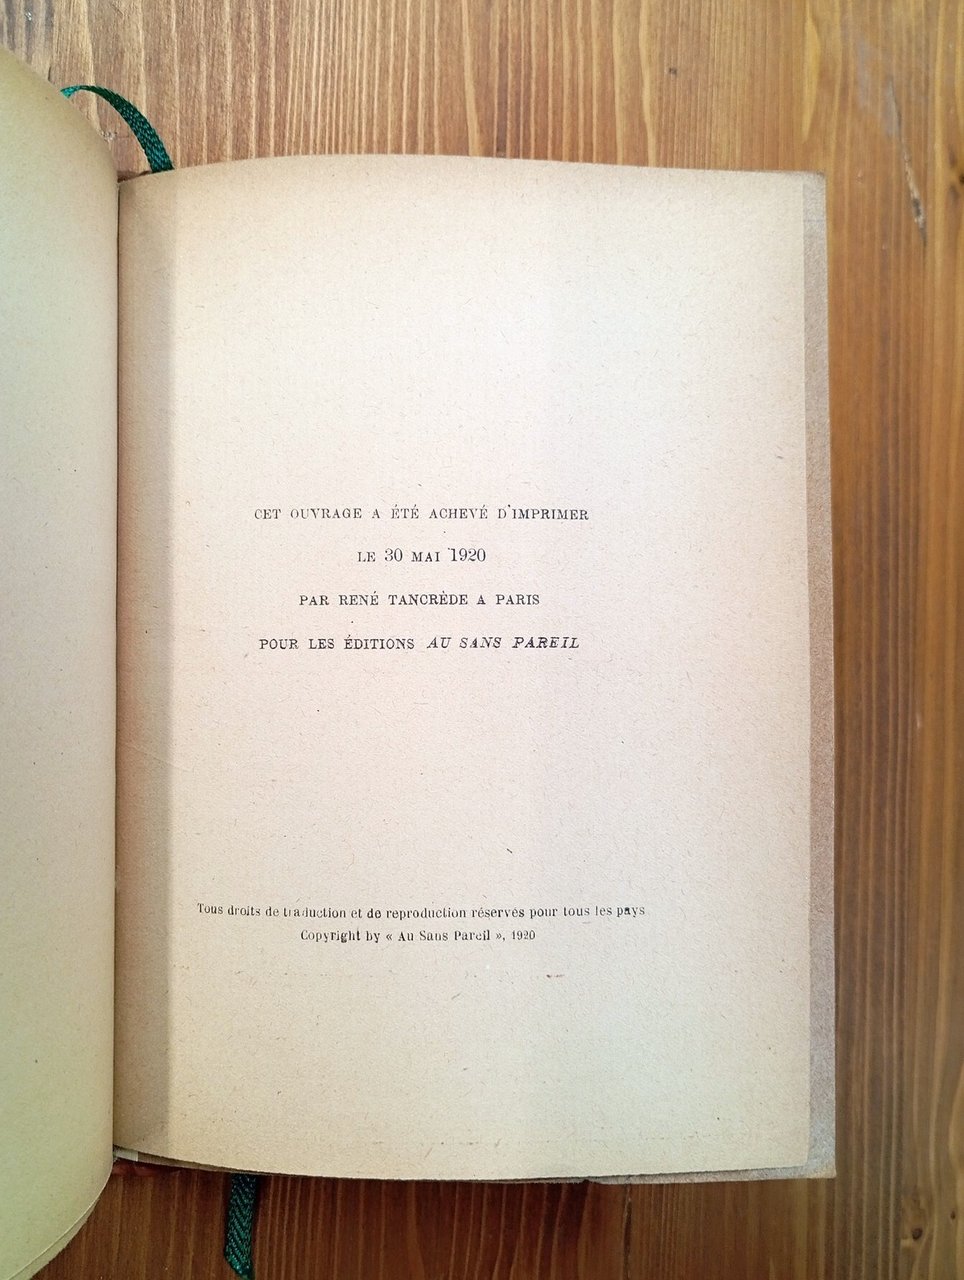 CET OUVRAGE A ÉTÉ ACHEVÉ D'IMPRIMER
LE 30 MAI 1920
PAR RENÉ TANCRÈDE A PARIS
POUR LES ÉDITIONS AU SANS PAREIL
Tous droits de traduction et de reproduction réservés pour tous les pays
Copyright by « Au Sans Pareil », 1920